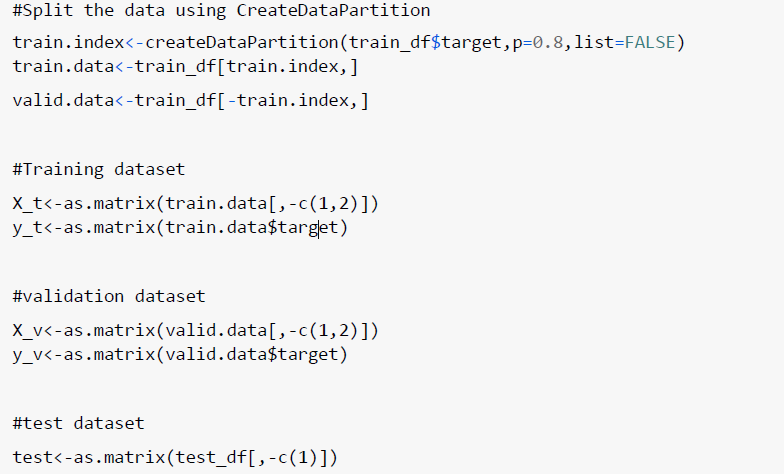 #Split the data using CreateDataPartition
train.index<-createDataPartition(train_df$target,p=0.8,list=FALSE)
train.data<-train_df[train.index,]
valid.data<-train_df[-train.index,]
#Training dataset
X_t<-as.matrix(train.data[,-c(1,2)])
y_t<-as.matrix(train.data$target)
#validation dataset
X_v<-as.matrix(valid.data[,-c(1,2)])
y_v<-as.matrix(valid.data$target)
#test dataset
test<-as.matrix(test_df[,-c(1)])